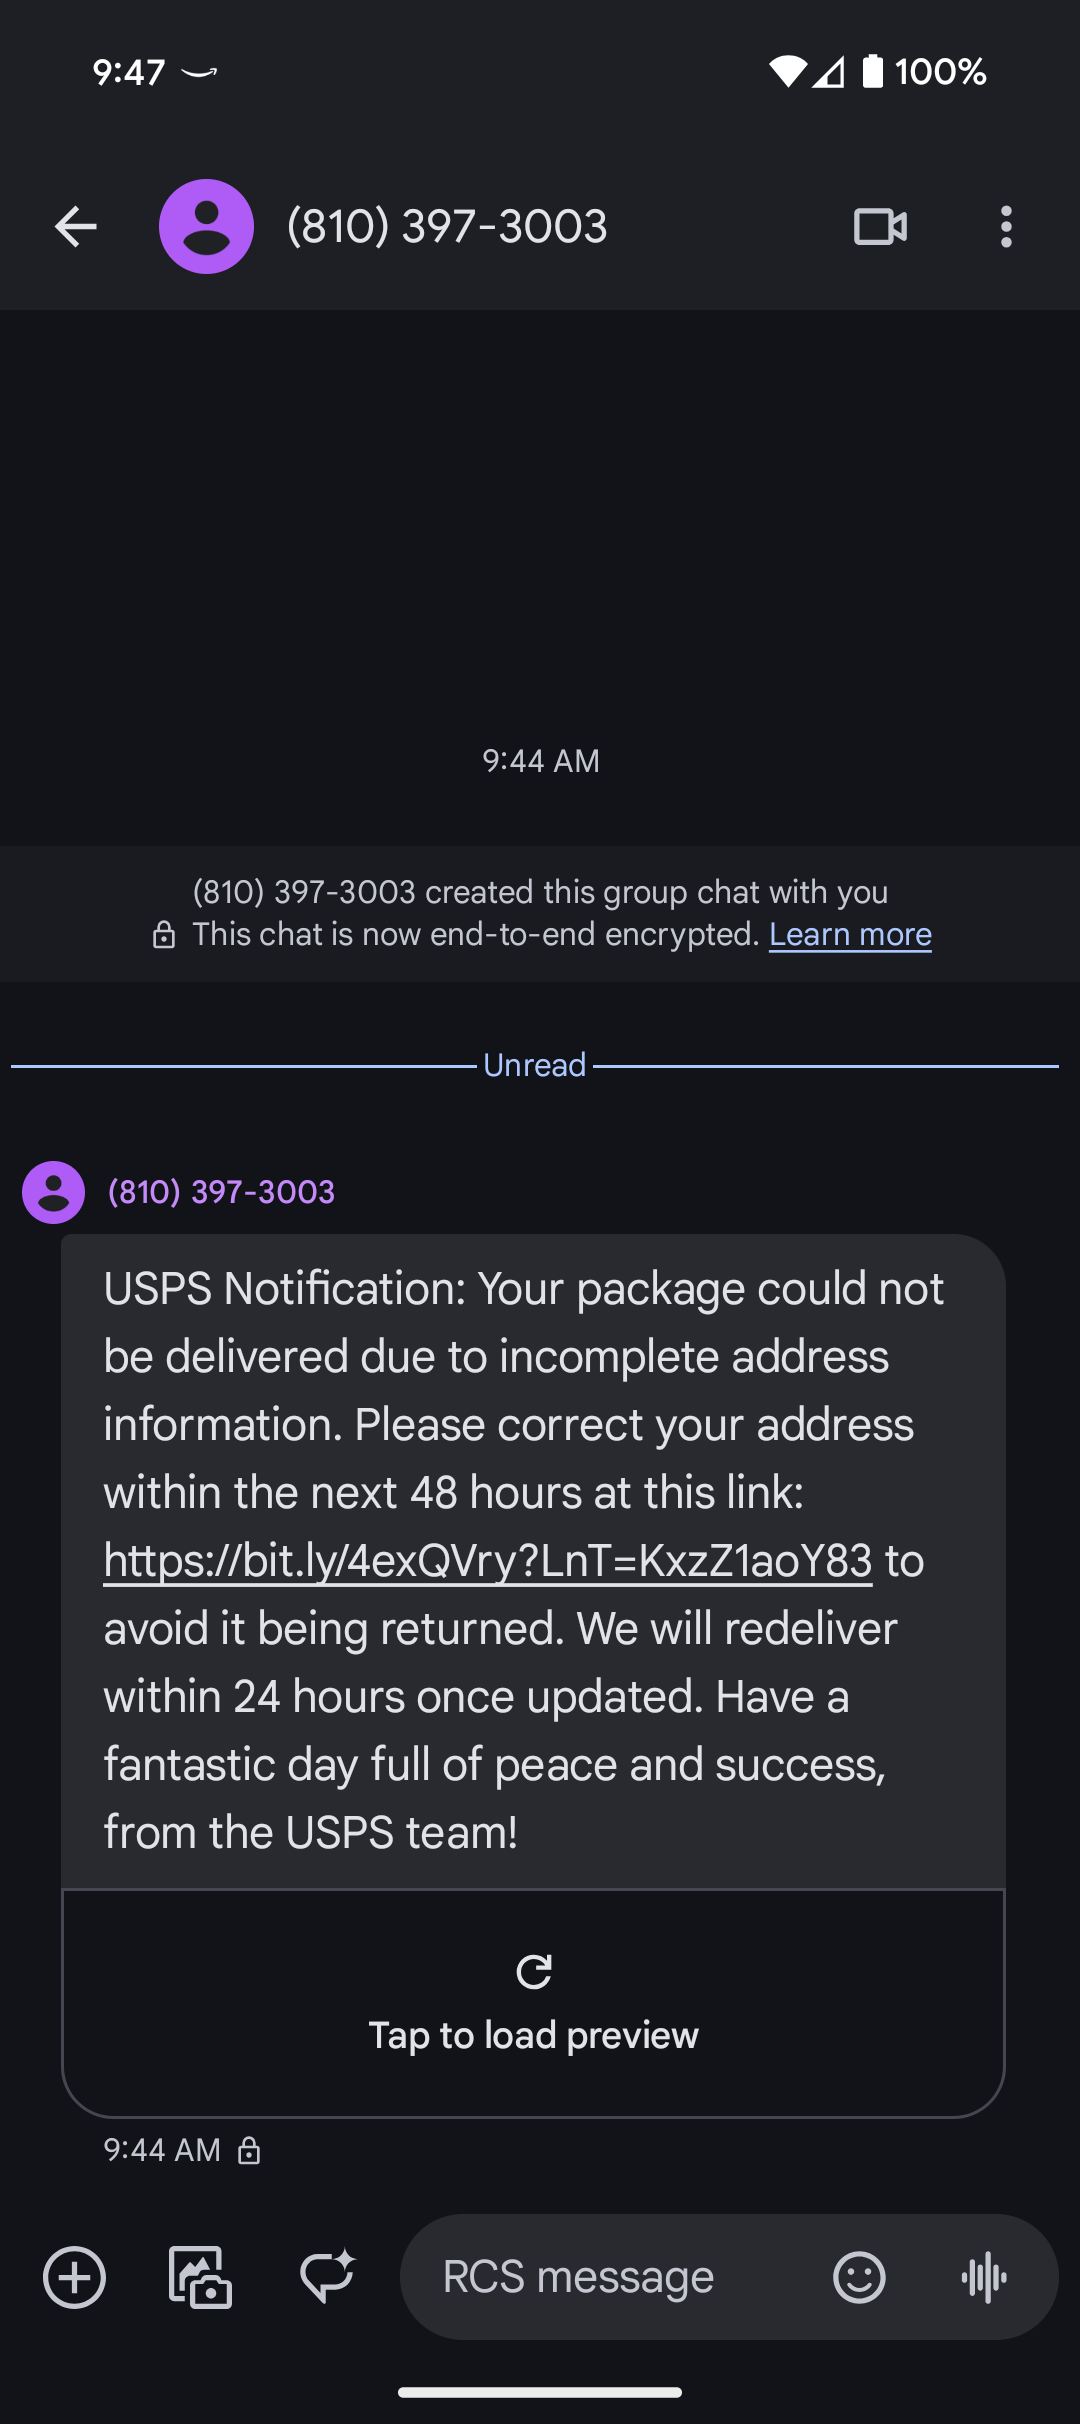 9:47
100%
(810) 397-3003
9:44 AM
(810) 397-3003 created this group chat with you
This chat is now end-to-end encrypted. Learn more
Unread
(810) 397-3003
USPS Notification: Your package could not
be delivered due to incomplete address
information. Please correct your address
within the next 48 hours at this link:
https://bit.ly/4exQVry?LnT=KxzZ1aoY83 to
avoid it being returned. We will redeliver
within 24 hours once updated. Have a
fantastic day full of peace and success,
from the USPS team!
Tap to load preview
9:44 AM
RCS message